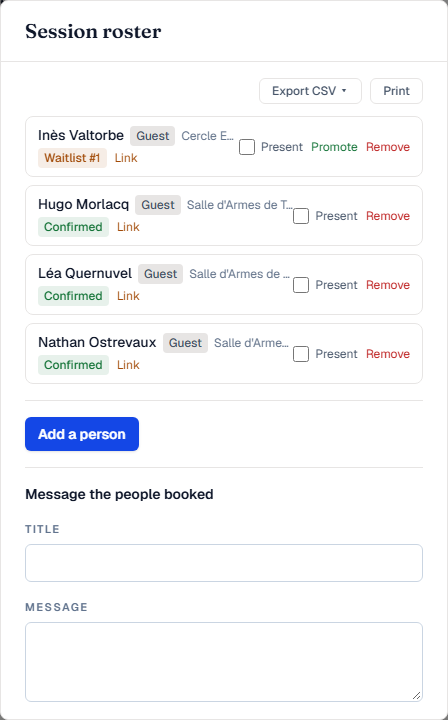 Session roster
Export CSV ▾ Print
Inès Valtorbe Guest Cercle E… Present Promote Remove
Waitlist #1 Link
Hugo Morlacq Guest Salle d'Armes de T… Present Remove
Confirmed Link
Léa Quernuvel Guest Salle d'Armes de … Present Remove
Confirmed Link
Nathan Ostrevaux Guest Salle d'Arme… Present Remove
Confirmed Link
Add a person
Message the people booked
TITLE
MESSAGE